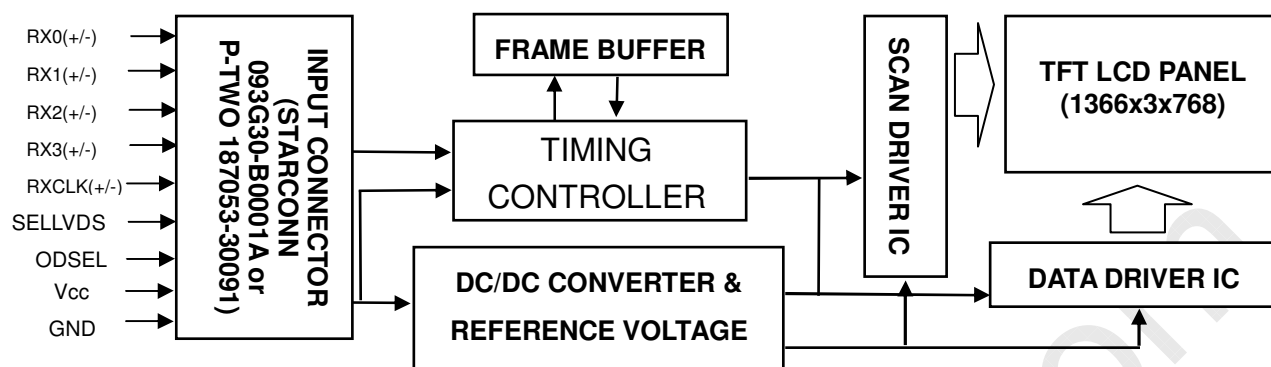 RX0(+/-)
RX1(+/-)
RX2(+/-)
RX3(+/-)
RXCLK(+/-)
SELLVDS
ODSEL
Vcc
GND
INPUT CONNECTOR
(STARCONN
093G30-B0001A or
P-TWO 187053-30091)
FRAME BUFFER
TIMING
CONTROLLER
DC/DC CONVERTER &
REFERENCE VOLTAGE
SCAN DRIVER IC
TFT LCD PANEL
(1366x3x768)
DATA DRIVER IC